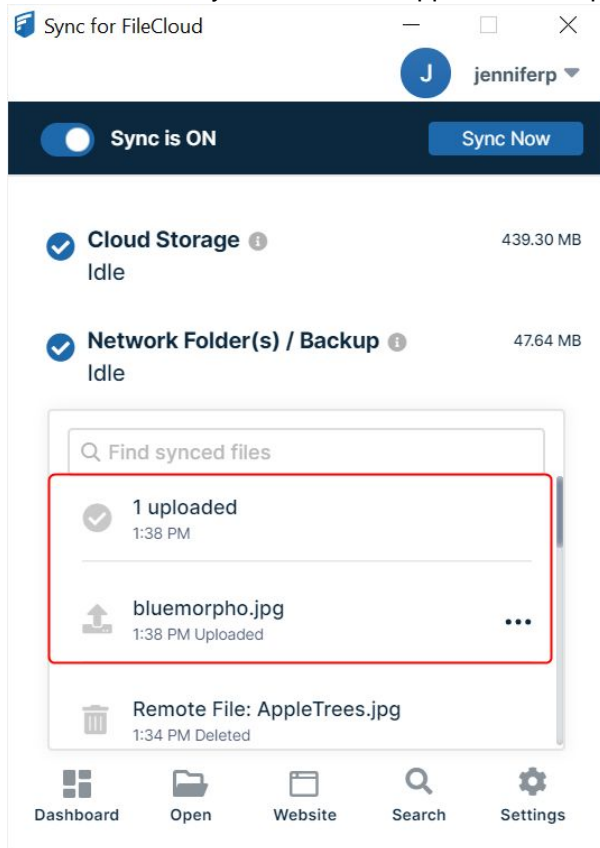 Sync for FileCloud
J jenniferp
Sync is ON Sync Now
Cloud Storage 439.30 MB
Idle
Network Folder(s) / Backup 47.64 MB
Idle
Find synced files
1 uploaded
1:38 PM
bluemorpho.jpg
1:38 PM Uploaded
Remote File: AppleTrees.jpg
1:34 PM Deleted
Dashboard Open Website Search Settings